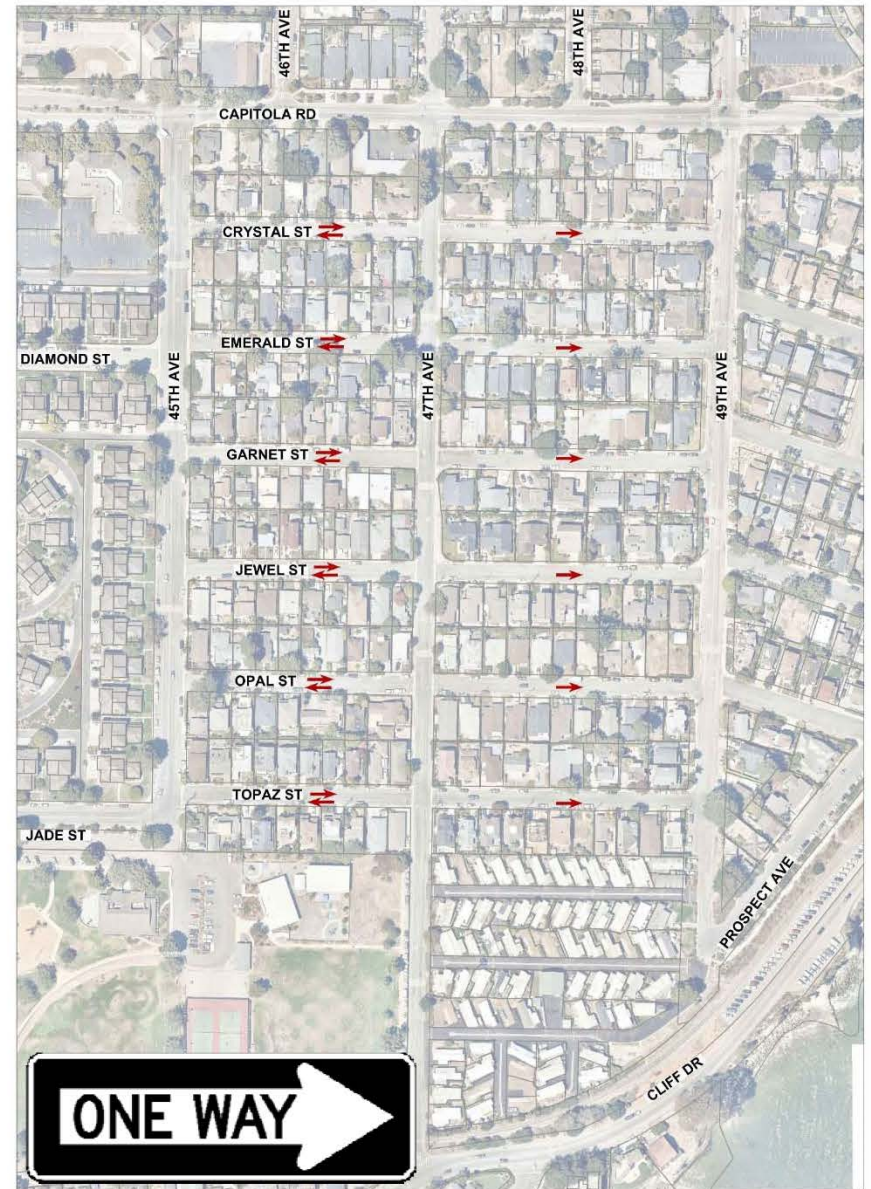 46TH AVE
48TH AVE
CAPITOLA RD
CRYSTAL ST
EMERALD ST
DIAMOND ST
45TH AVE
47TH AVE
49TH AVE
GARNET ST
JEWEL ST
OPAL ST
TOPAZ ST
JADE ST
PROSPECT AVE
CLIFF DR
ONE WAY